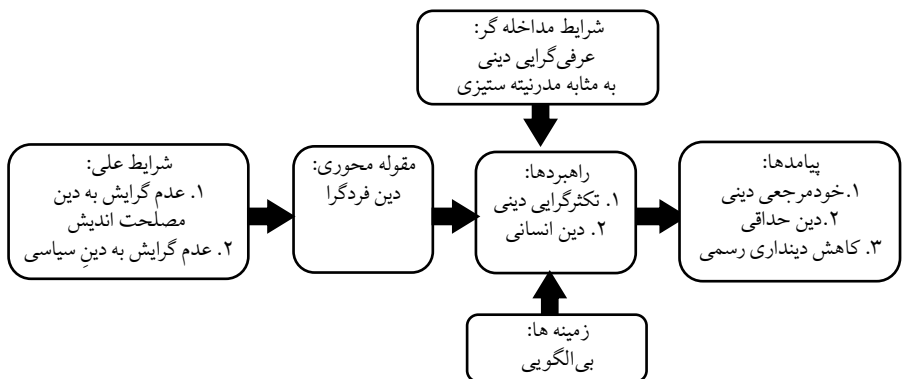 شرایط مداخله گر:
عرفی‌گرایی دینی
به مثابه مدرنیته ستیزی
شرایط علی:
۱. عدم گرایش به دین
مصلحت اندیش
۲. عدم گرایش به دینِ سیاسی
مقوله محوری:
دین فردگرا
راهبردها:
۱. تکثرگرایی دینی
۲. دین انسانی
پیامدها:
۱.خودمرجعی دینی
۲.دین حداقی
۳. کاهش دینداری رسمی
زمینه ها:
بی‌الگویی